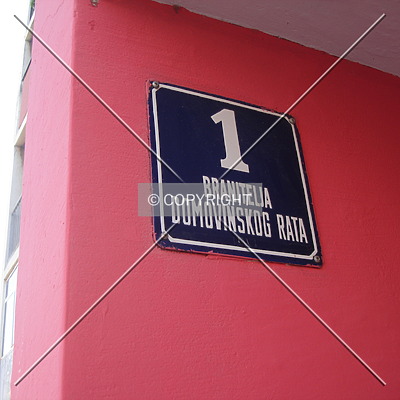 1
BRANITELJA
© COPYRIGHT
DOMOVINSKOG RATA